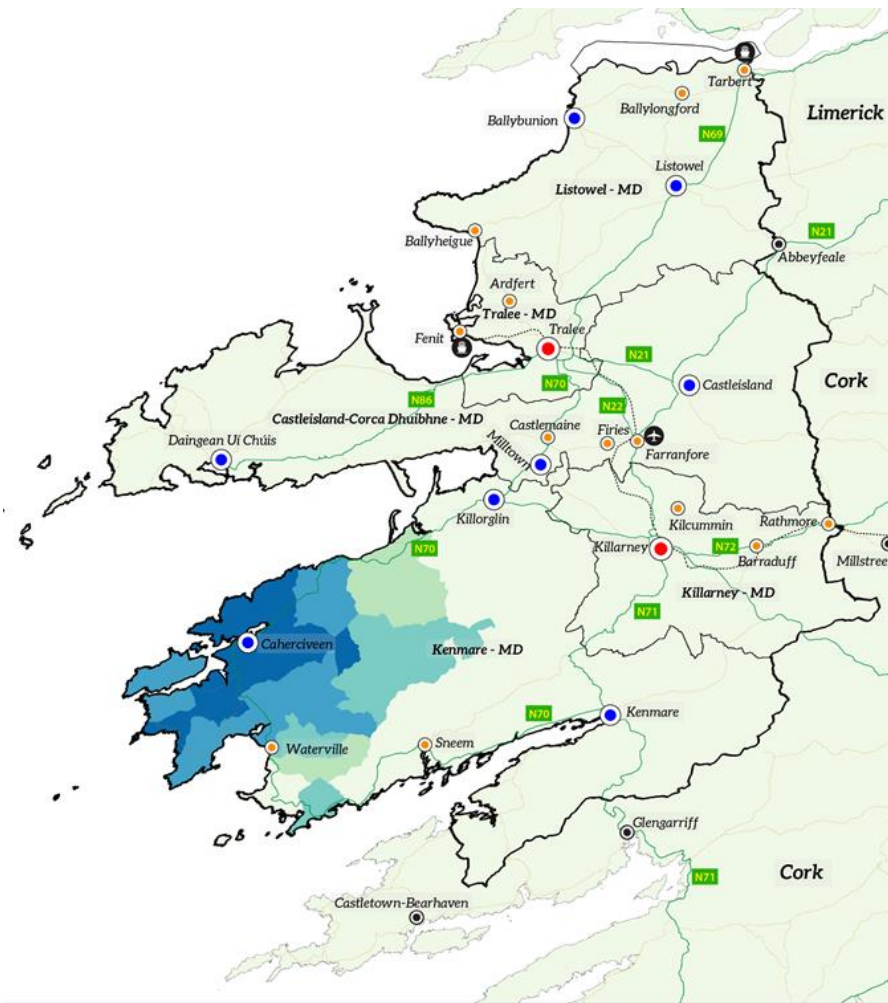 Tarbert
Ballylongford
Limerick
Ballybunion
N69
Listowel
Listowel - MD
N21
Ballyheigue
Abbeyfeale
Ardfert
Tralee - MD
Tralee
Fenit
N21
Cork
N70
Castleisland
N86
N22
Castleisland-Corca Dhuibhne - MD
Castlemaine
Firies
Daingean Uí Chúis
Milltown
Farranfore
Killorglin
Kilcummin
Rathmore
N70
Killarney
N72
Barraduff
Millstree
Killarney - MD
N71
Caherciveen
Kenmare - MD
N70
Kenmare
Waterville
Sneem
Glengarriff
Cork
N71
Castletown-Bearhaven